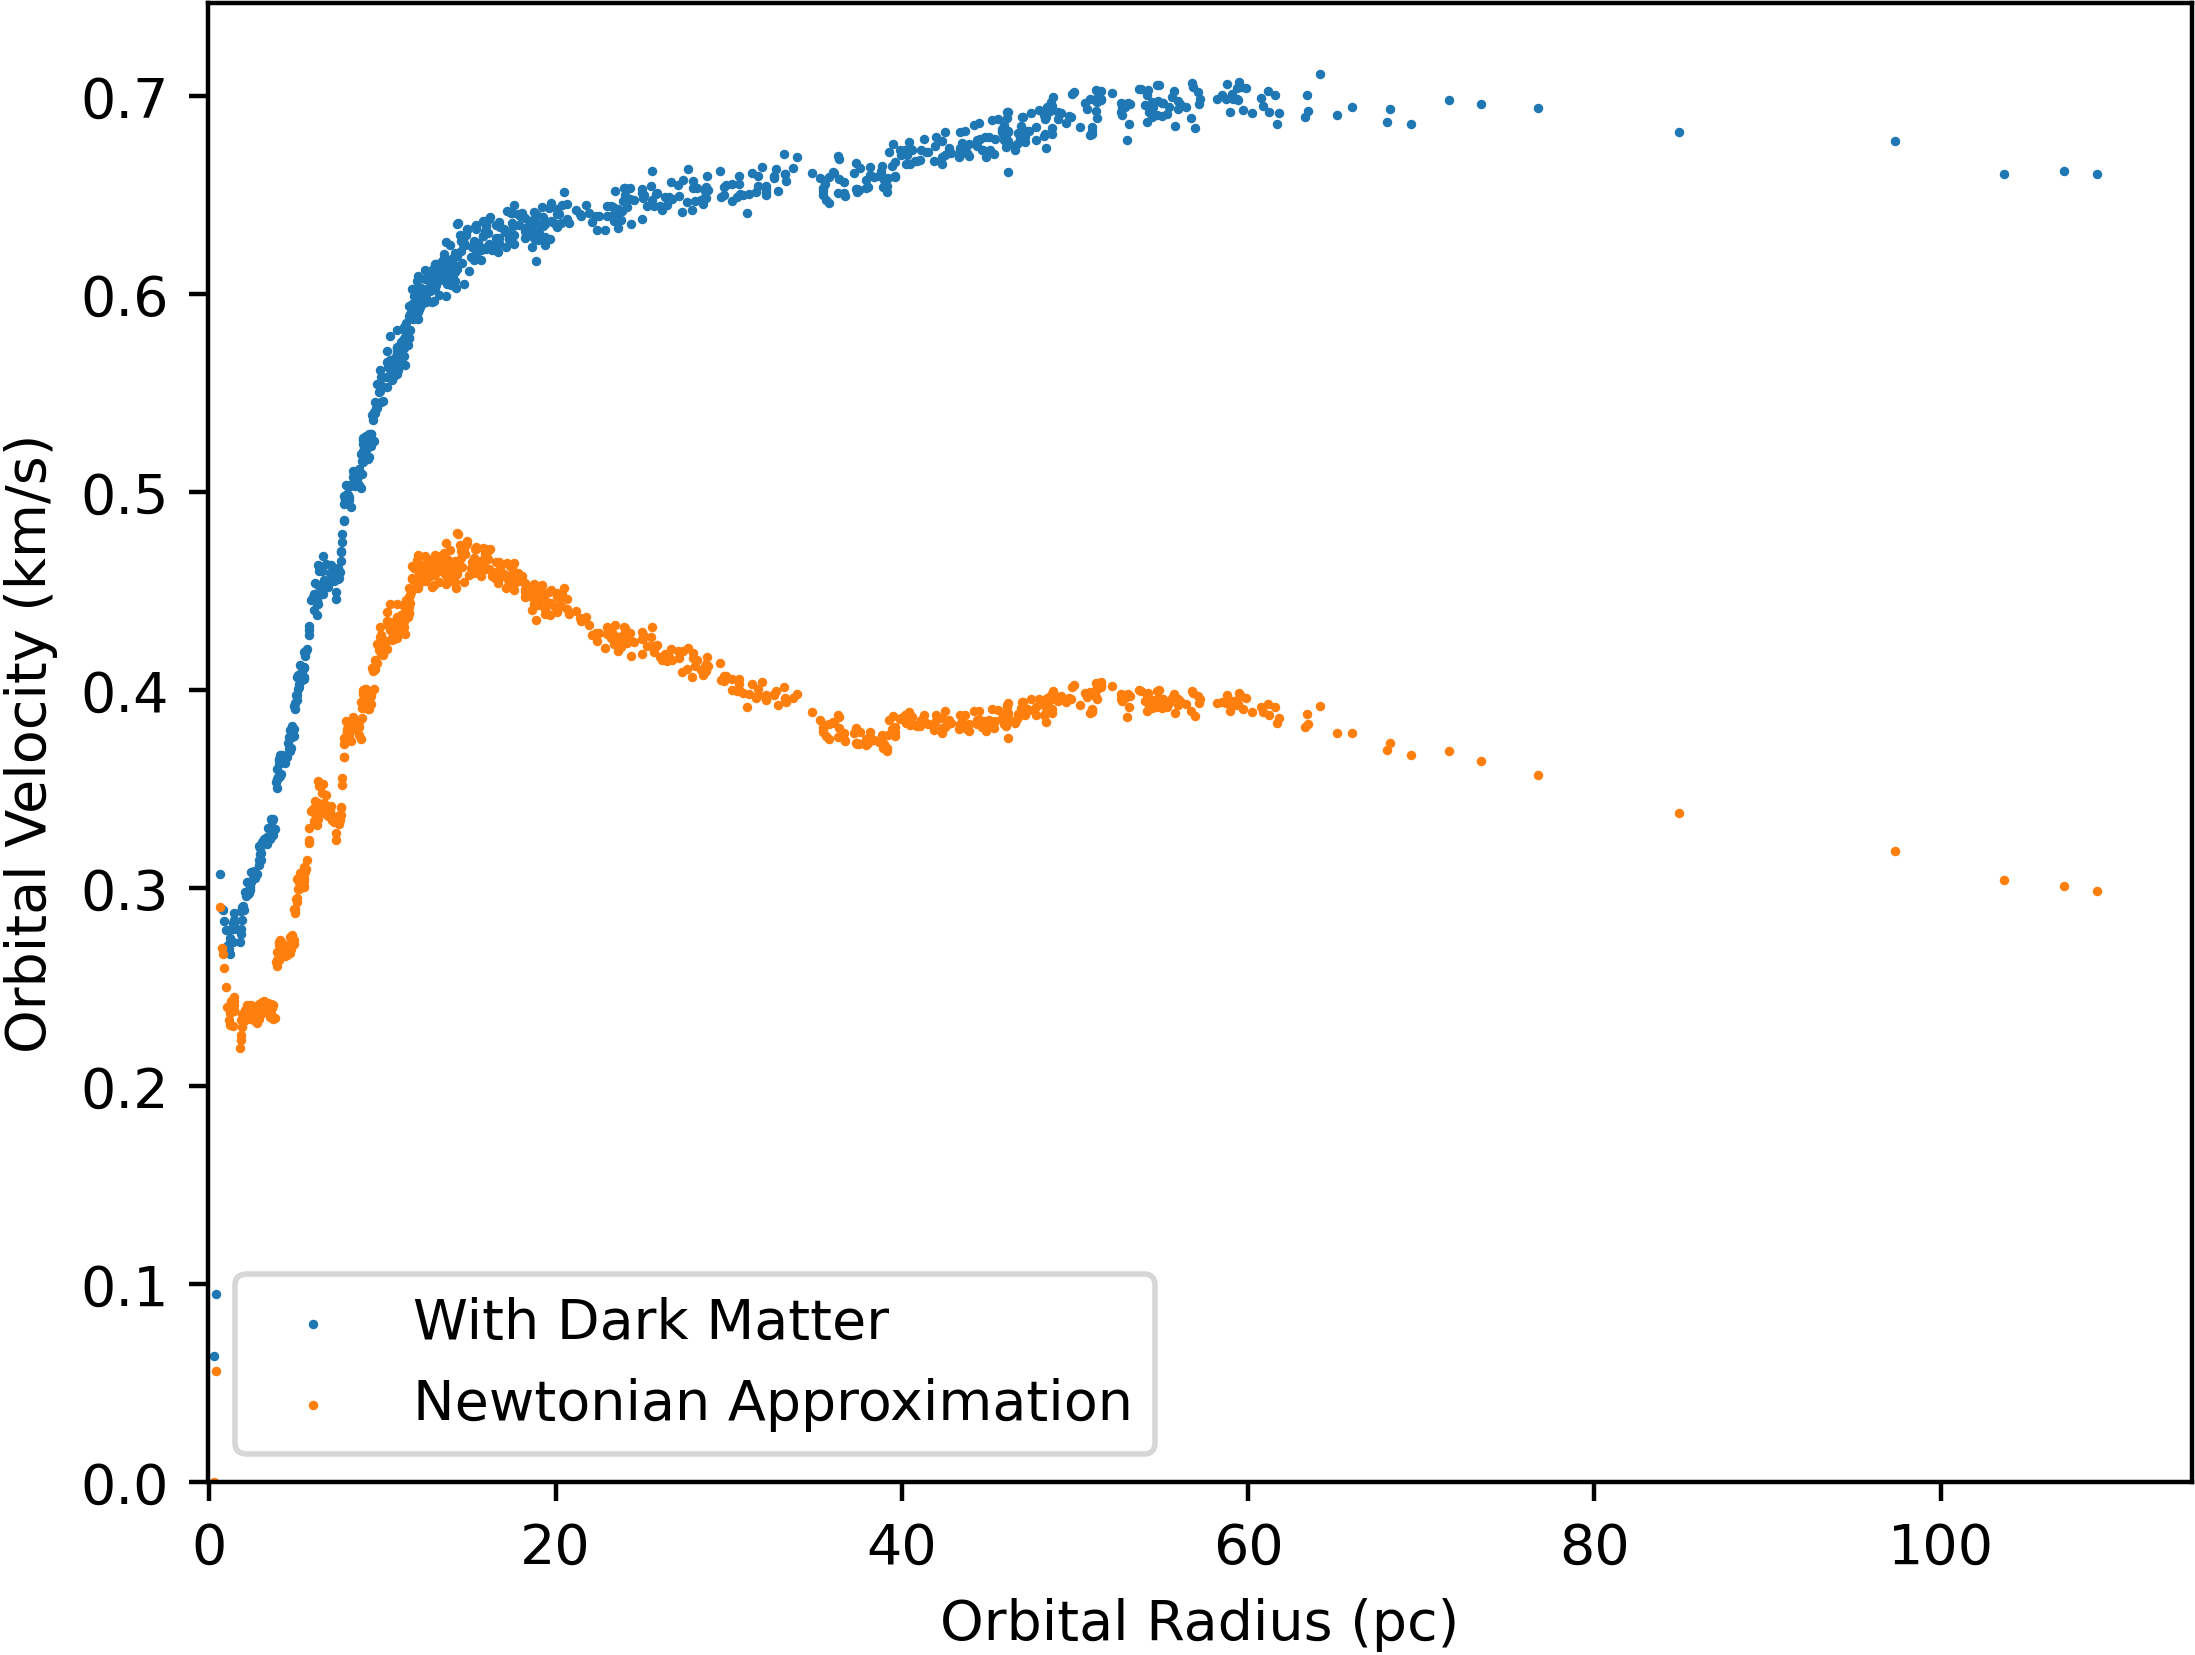 0.7
0.6
0.5
0.4
0.3
0.2
0.1
0.0
Orbital Velocity (km/s)
With Dark Matter
Newtonian Approximation
0 20 40 60 80 100
Orbital Radius (pc)